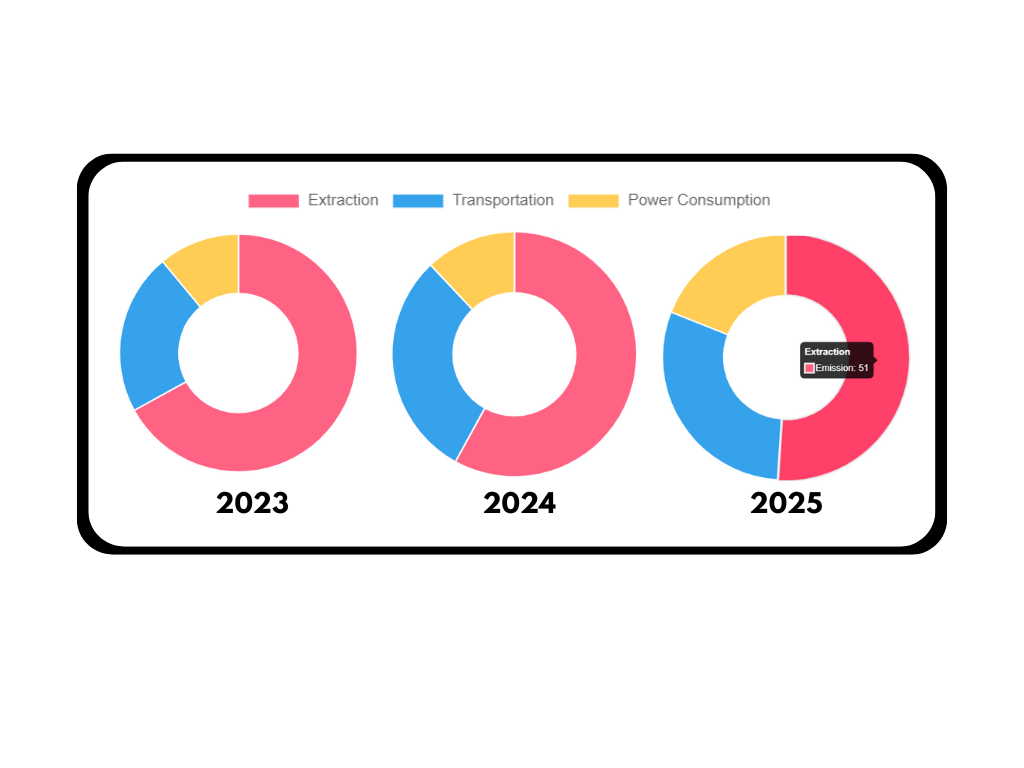 Extraction Transportation Power Consumption
Extraction
Emission: 51
2023 2024 2025